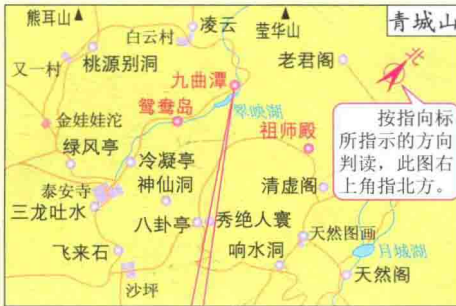 青城山
熊耳山
白云村
凌云
莹华山
又一村
桃源别洞
老君阁
北
九曲潭
鸳鸯岛
翠映湖
金娃娃沱
祖师殿
按指向标
所指示的方向
判读，此图右
上角指北方。
绿风亭
冷凝亭
泰安寺
神仙洞
清虚阁
三龙吐水
八卦亭
秀绝人寰
天然图画
飞来石
响水洞
月城湖
沙坪
天然阁